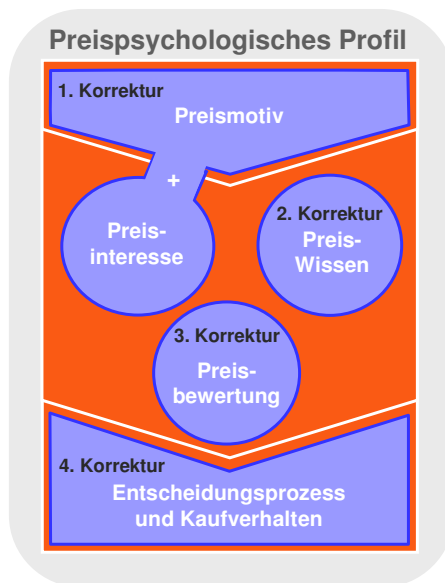 Preispsychologisches Profil
1. Korrektur
Preismotiv
+
Preis-
interesse
2. Korrektur
Preis-
Wissen
3. Korrektur
Preis-
bewertung
4. Korrektur
Entscheidungsprozess
und Kaufverhalten